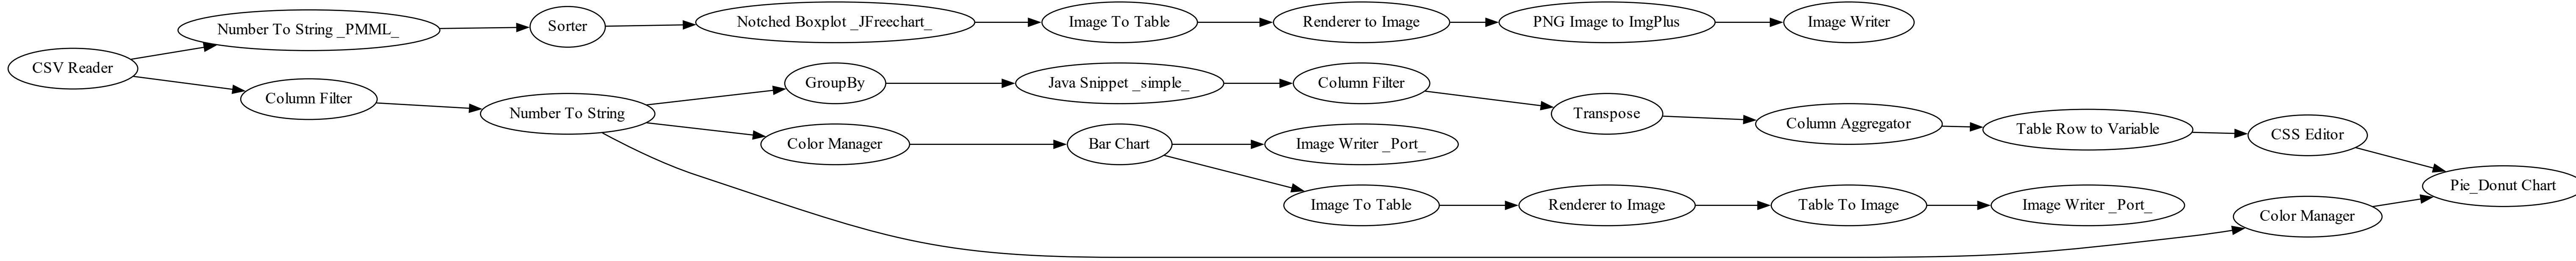 CSV Reader
Number To String _PMML_
Sorter
Notched Boxplot _JFreechart_
Image To Table
Renderer to Image
PNG Image to ImgPlus
Image Writer
Column Filter
Number To String
GroupBy
Java Snippet _simple_
Column Filter
Transpose
Column Aggregator
Table Row to Variable
CSS Editor
Pie_Donut Chart
Color Manager
Bar Chart
Image Writer _Port_
Image To Table
Renderer to Image
Table To Image
Image Writer _Port_
Color Manager